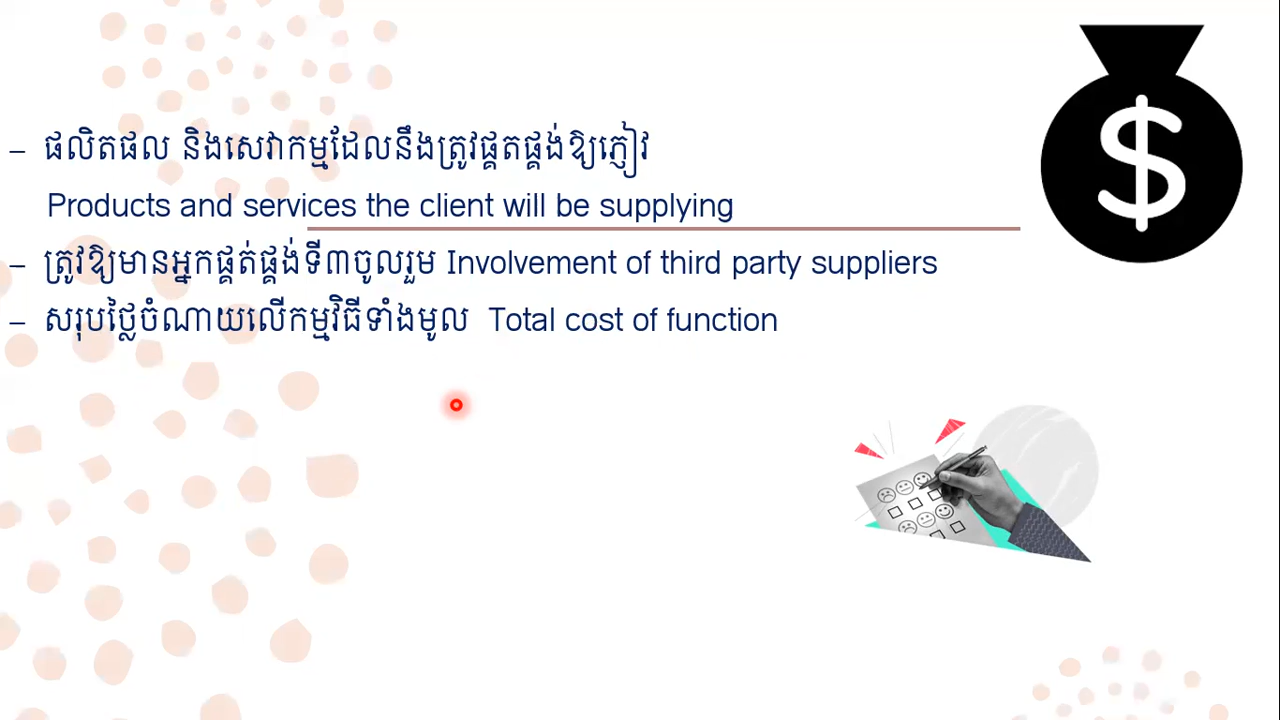 – ផលិតផល និងសេវាកម្មដែលនឹងត្រូវផ្គតផ្គង់ឱ្យភ្ញៀវ
Products and services the client will be supplying
– ត្រូវឱ្យមានអ្នកផ្គត់ផ្គង់ទី៣ចូលរួម Involvement of third party suppliers
– សរុបថ្លៃចំណាយលើកម្មវិធីទាំងមូល Total cost of function